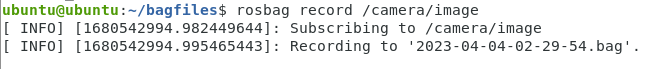 ubuntu@ubuntu:~/bagfiles$ rosbag record /camera/image
[ INFO] [1680542994.982449644]: Subscribing to /camera/image
[ INFO] [1680542994.995465443]: Recording to '2023-04-04-02-29-54.bag'.